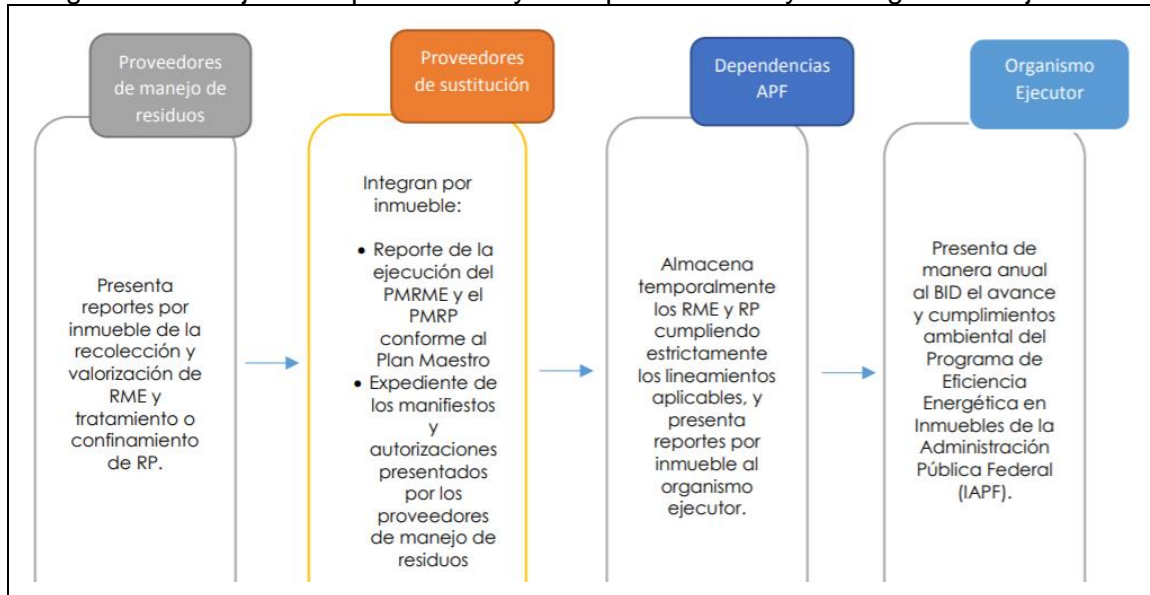 Proveedores
de manejo de
residuos
Presenta
reportes por
inmueble de la
recolección y
valorización de
RME y
tratamiento o
confinamiento
de RP.
Proveedores
de sustitución
Integran por
inmueble:
• Reporte de la
ejecución del
PMRME y el
PMRP
conforme al
Plan Maestro
• Expediente de
los manifiestos
y
autorizaciones
presentados
por los
proveedores
de manejo de
residuos
Dependencias
APF
Almacena
temporalmente
los RME y RP
cumpliendo
estrictamente
los lineamientos
aplicables, y
presenta
reportes por
inmueble al
organismo
ejecutor.
Organismo
Ejecutor
Presenta de
manera anual
al BID el avance
y cumplimientos
ambiental del
Programa de
Eficiencia
Energética en
Inmuebles de la
Administración
Pública Federal
(IAPF).